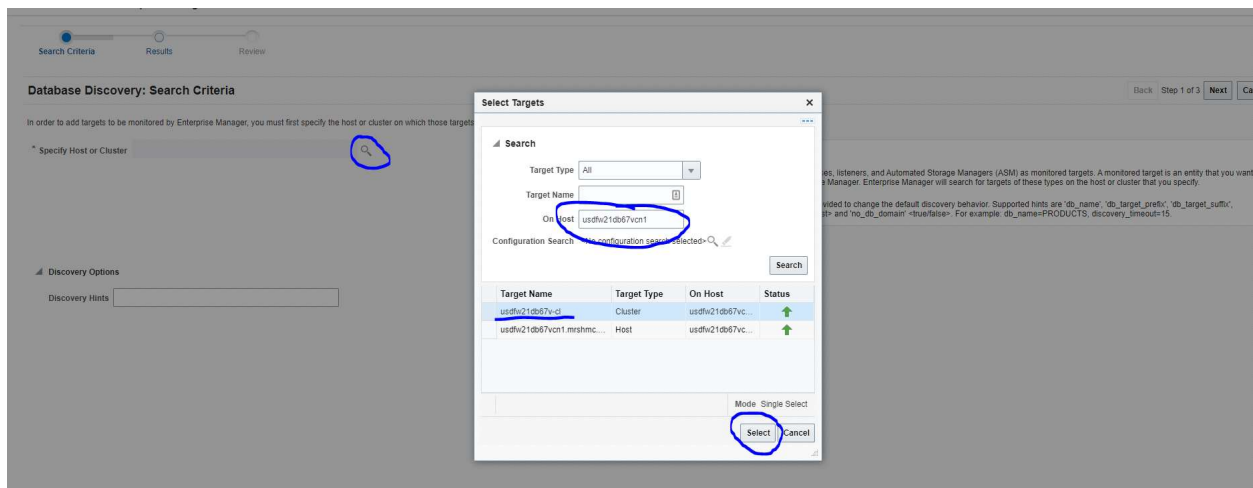 Search Criteria
Results
Review
Database Discovery: Search Criteria
Back Step 1 of 3 Next
In order to add targets to be monitored by Enterprise Manager, you must first specify the host or cluster on which those targets
* Specify Host or Cluster
Discovery Options
Discovery Hints
Select Targets
Search
Target Type All
Target Name
On Host usdfw21db67vcn1
Configuration Search <No configuration search selected>
Search
Target Name Target Type On Host Status
usdfw21db67v-cl Cluster usdfw21db67vc...
usdfw21db67vcn1.mrshmc.... Host usdfw21db67vc...
Mode Single Select
Select Cancel
listeners, and Automated Storage Managers (ASM) as monitored targets. A monitored target is an entity that you want
Manager. Enterprise Manager will search for targets of these types on the host or cluster that you specify.
to change the default discovery behavior. Supported hints are 'db_name', 'db_target_prefix', 'db_target_suffix',
and 'no_db_domain' <true/false>. For example: db_name=PRODUCTS, discovery_timeout=15.